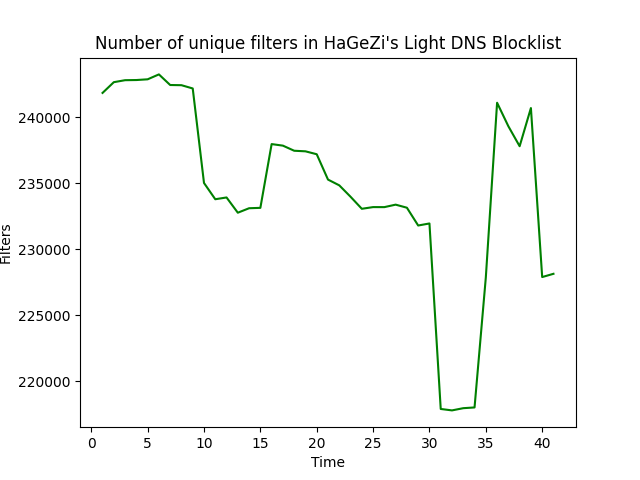 Number of unique filters in HaGeZi's Light DNS Blocklist
240000
235000
230000
225000
220000
Filters
0 5 10 15 20 25 30 35 40
Time